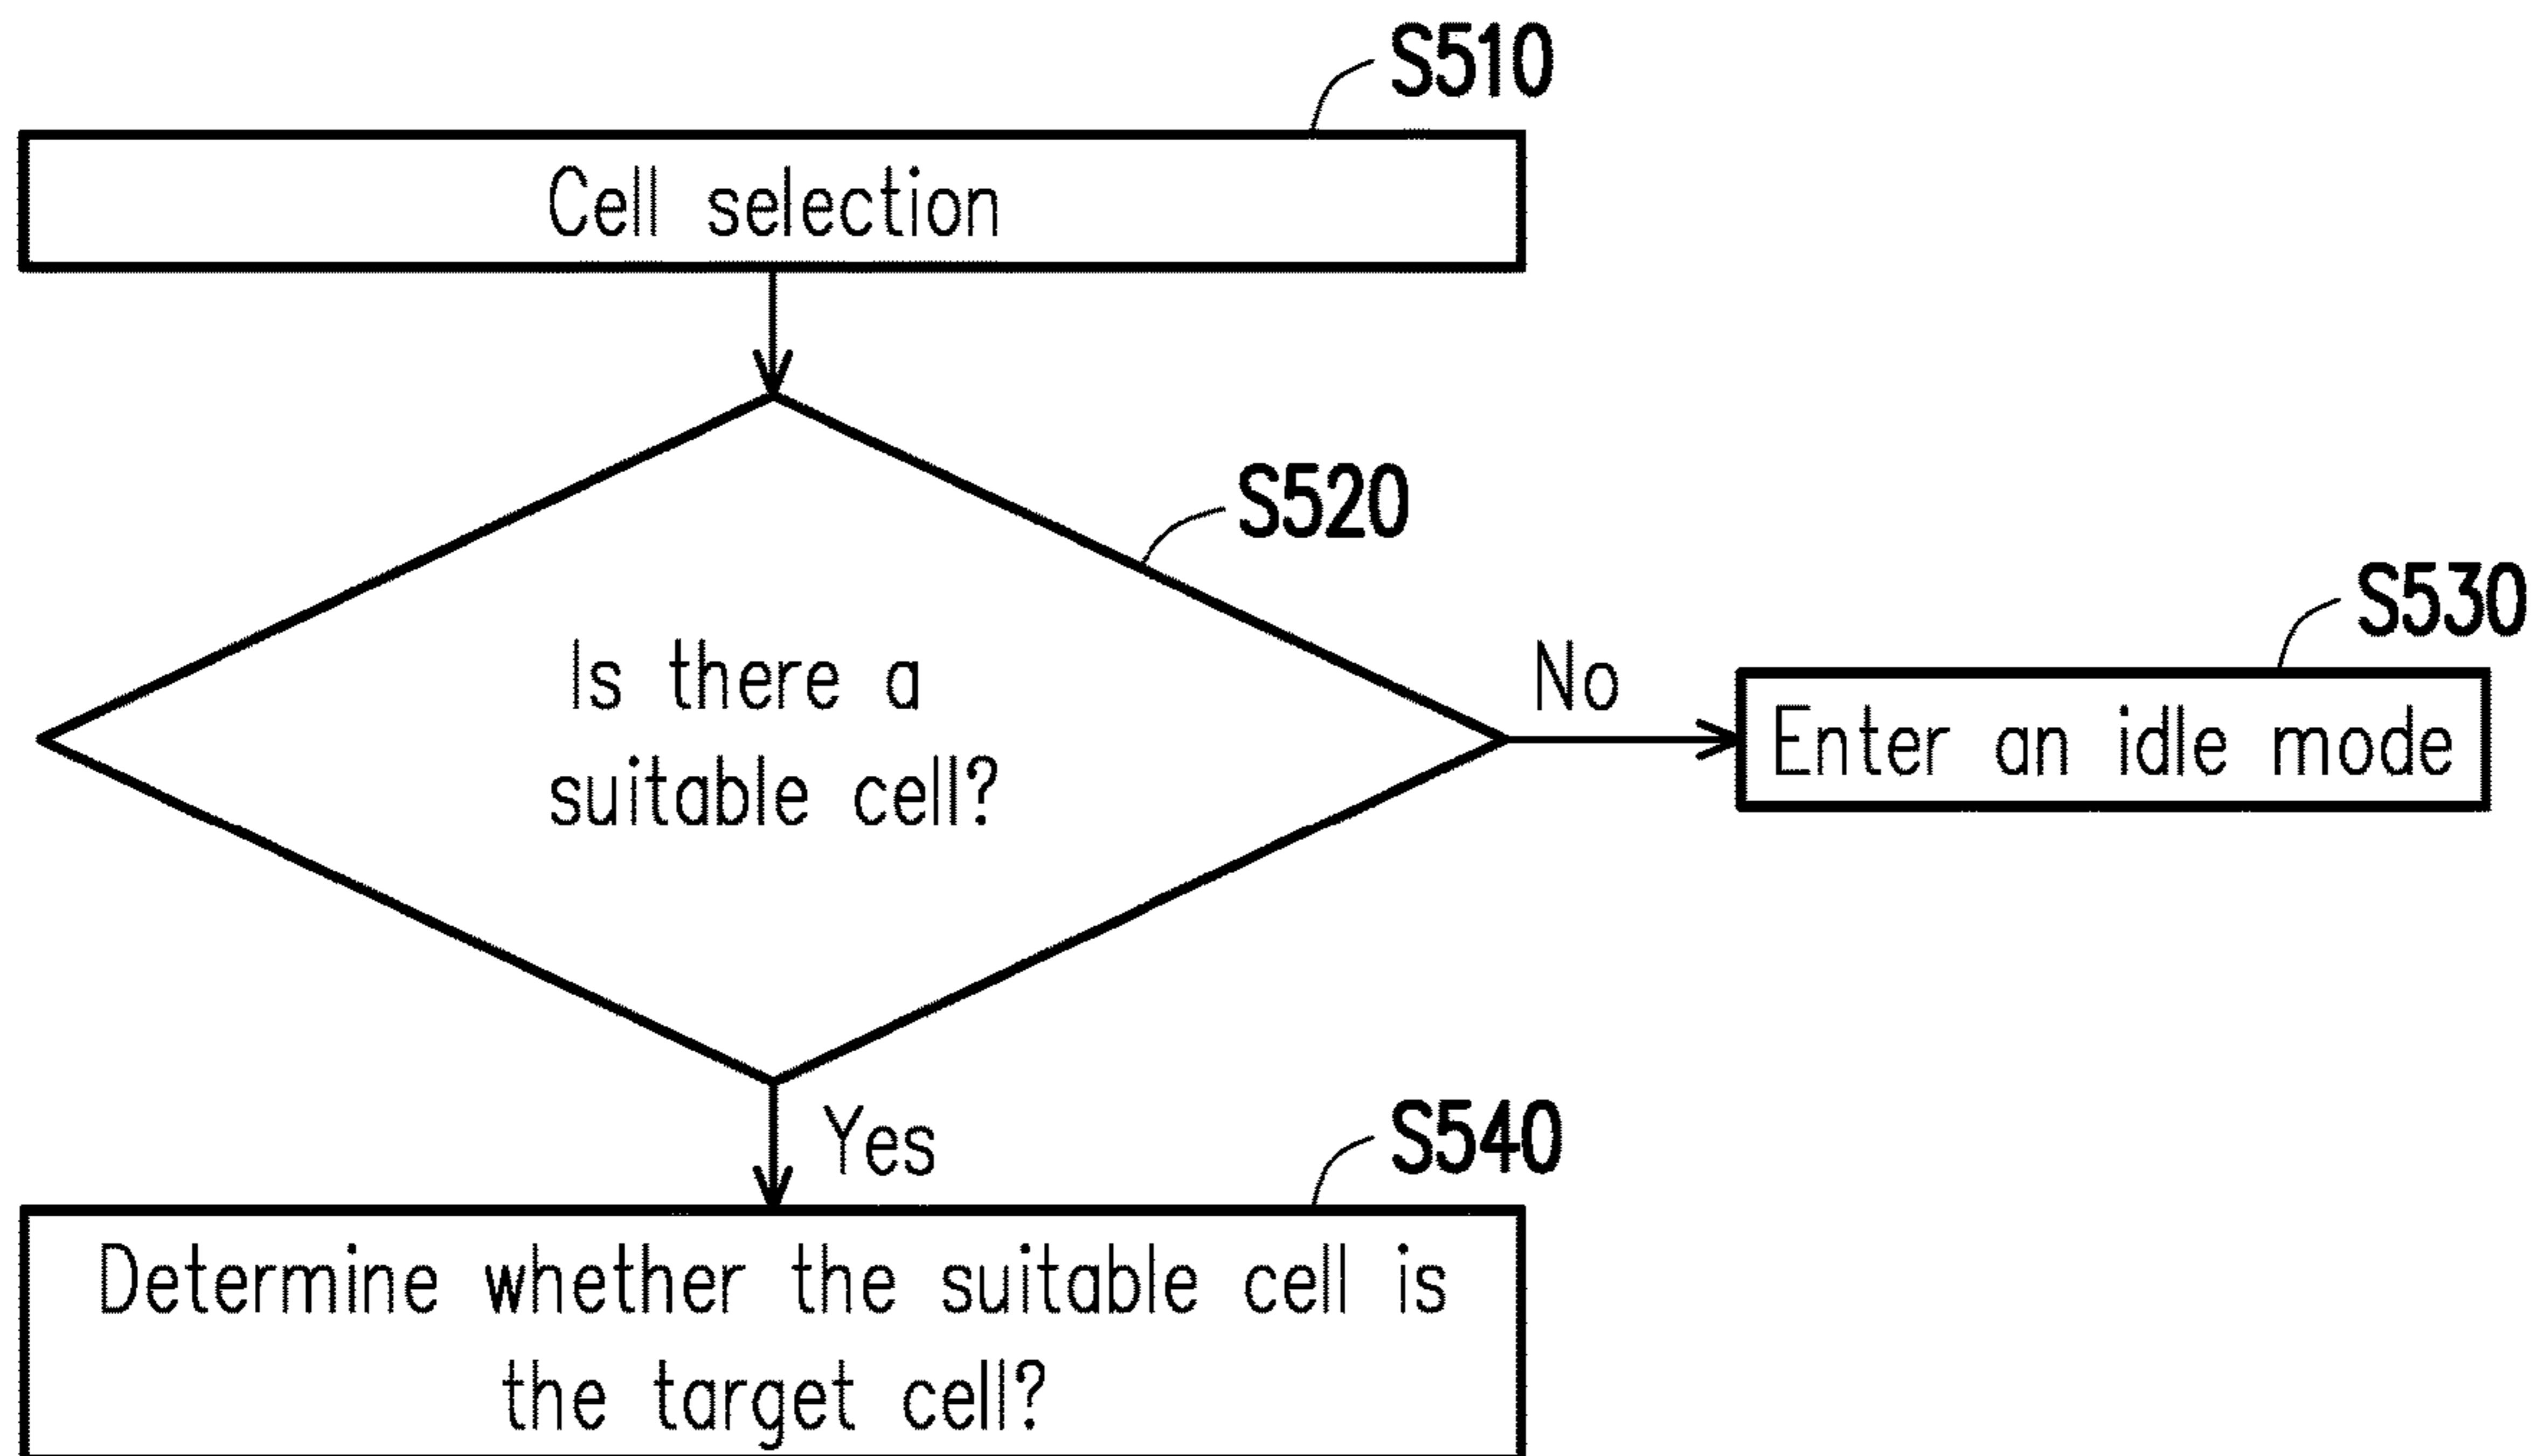 S510
Cell selection
S520
Is there a
suitable cell?
No
S530
Enter an idle mode
Yes
S540
Determine whether the suitable cell is
the target cell?